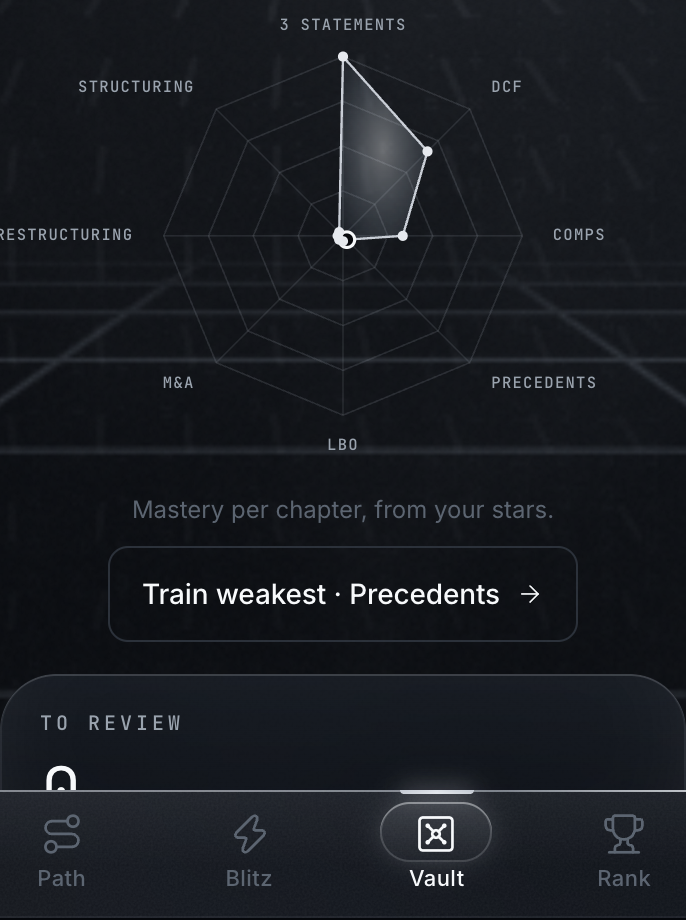 3 STATEMENTS
STRUCTURING
DCF
RESTRUCTURING
COMPS
M&A
PRECEDENTS
LBO
Mastery per chapter, from your stars.
Train weakest · Precedents →
TO REVIEW
Path
Blitz
Vault
Rank